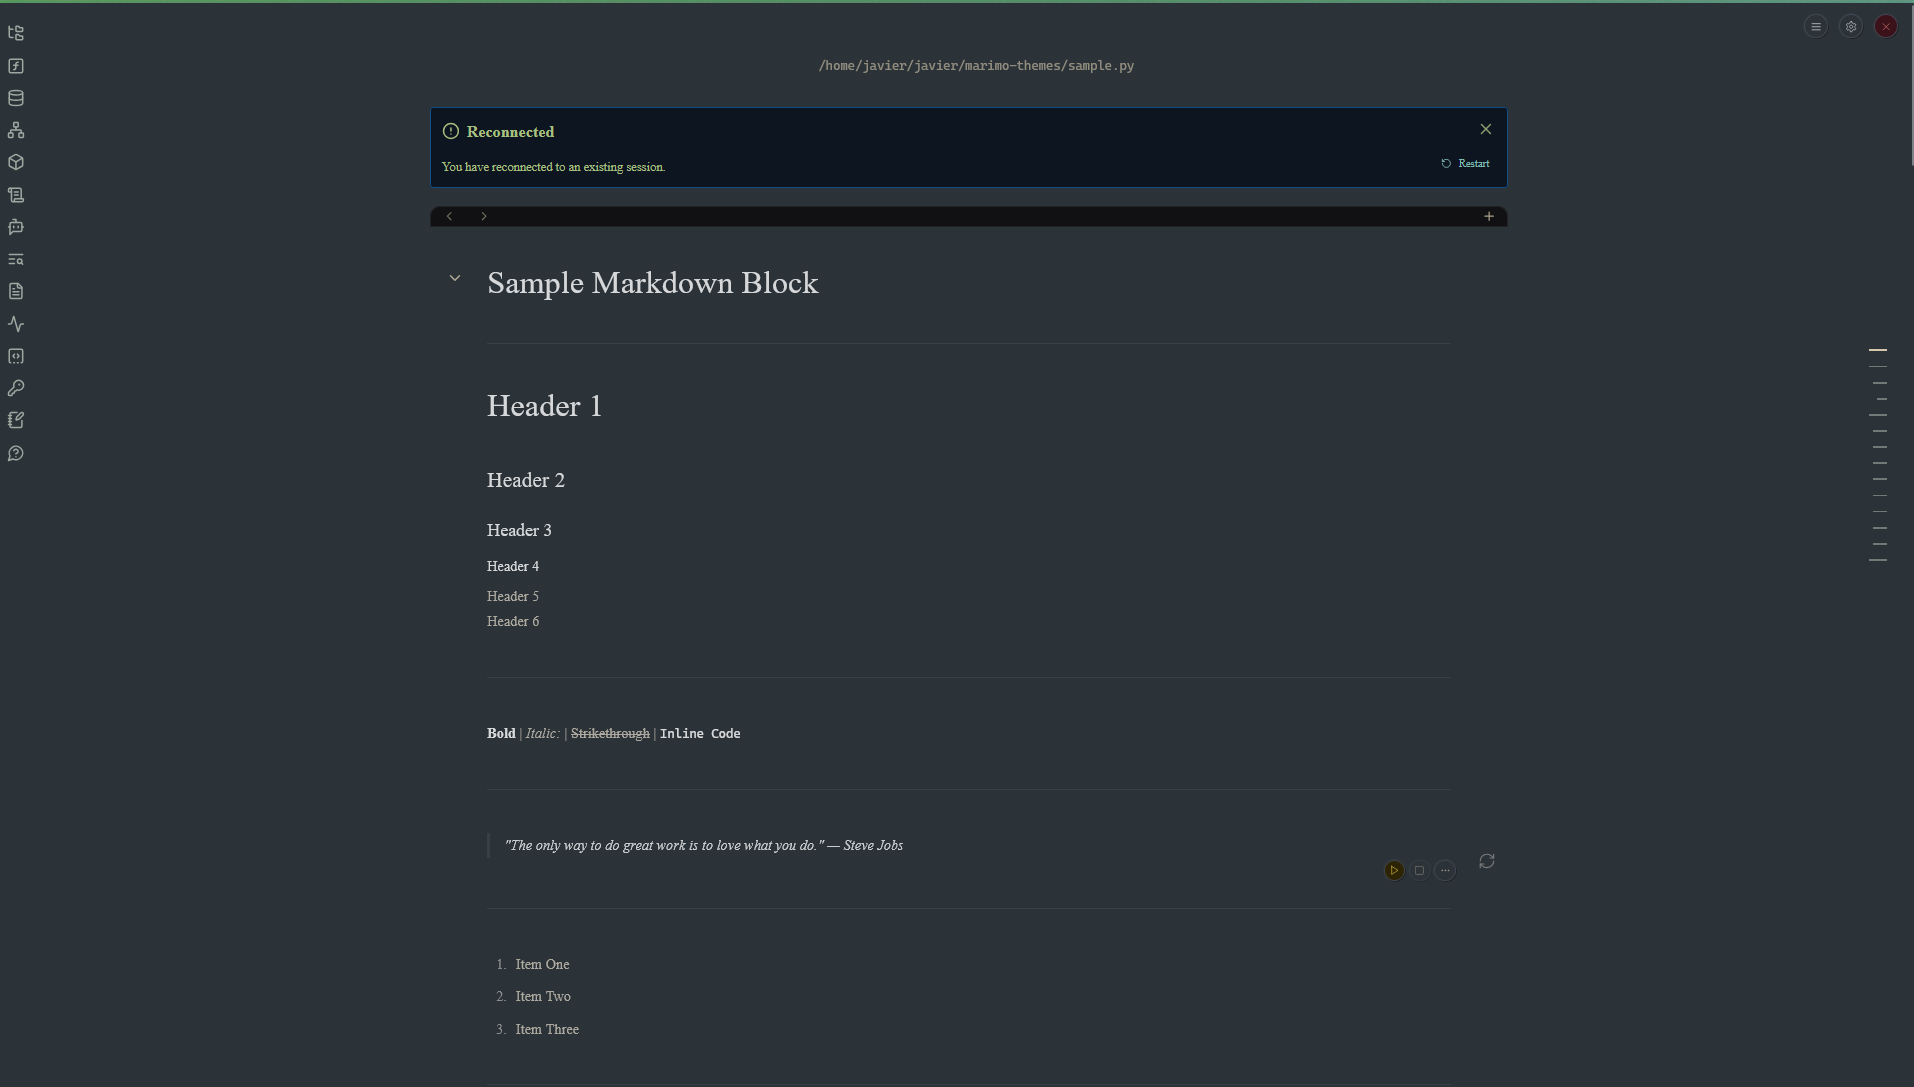 /home/javier/javier/marimo-themes/sample.py
Reconnected
You have reconnected to an existing session.
Restart
Sample Markdown Block
Header 1
Header 2
Header 3
Header 4
Header 5
Header 6
Bold | Italic: | Strikethrough | Inline Code
"The only way to do great work is to love what you do." — Steve Jobs
1. Item One
2. Item Two
3. Item Three